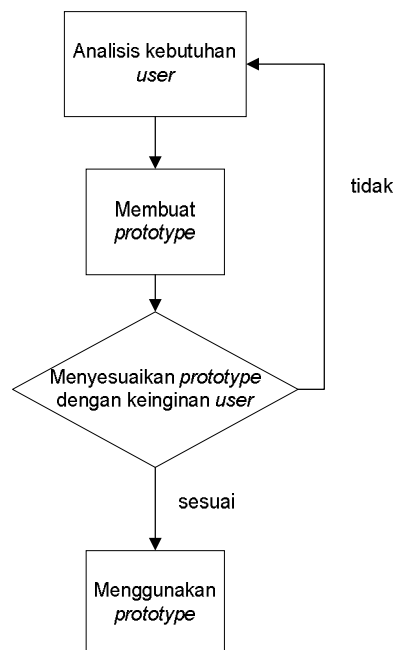 Analisis kebutuhan
user
tidak
Membuat
prototype
Menyesuaikan prototype
dengan keinginan user
sesuai
Menggunakan
prototype